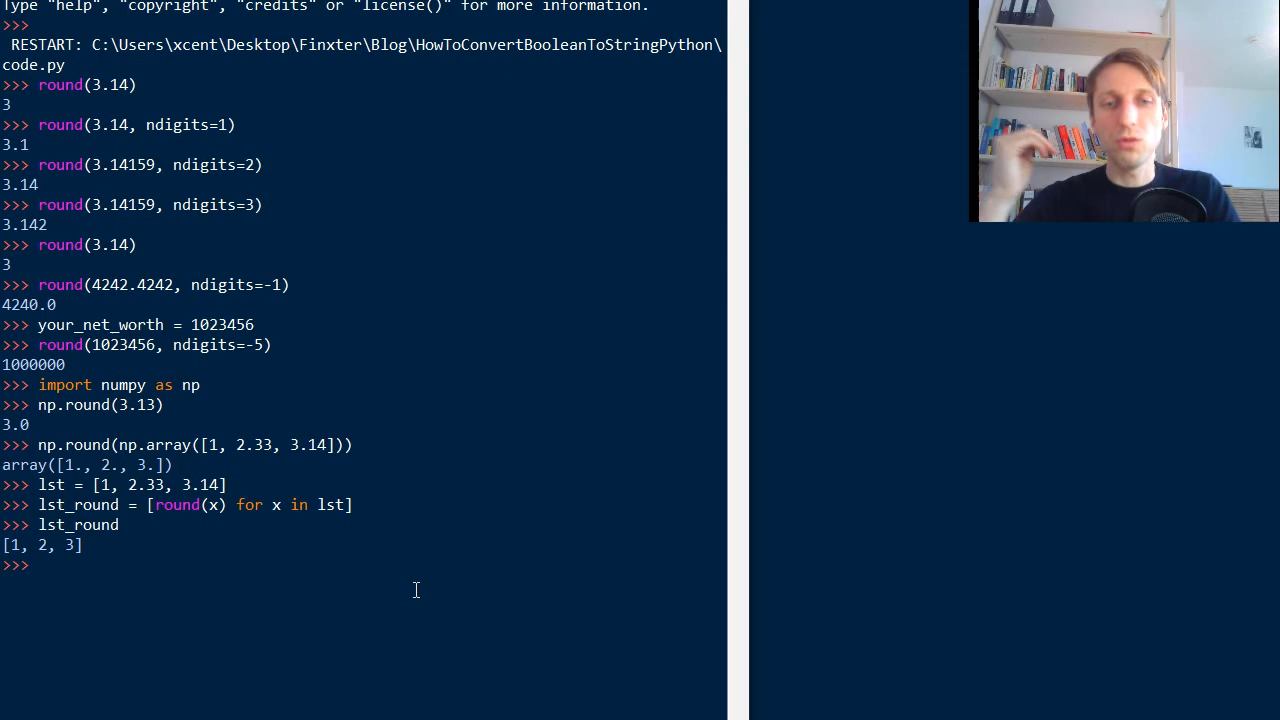 Type "help", "copyright", "credits" or "license()" for more information.
>>>
RESTART: C:\Users\xcent\Desktop\Finxter\Blog\HowToConvertBooleanToStringPython\
code.py
>>> round(3.14)
3
>>> round(3.14, ndigits=1)
3.1
>>> round(3.14159, ndigits=2)
3.14
>>> round(3.14159, ndigits=3)
3.142
>>> round(3.14)
3
>>> round(4242.4242, ndigits=-1)
4240.0
>>> your_net_worth = 1023456
>>> round(1023456, ndigits=-5)
1000000
>>> import numpy as np
>>> np.round(3.13)
3.0
>>> np.round(np.array([1, 2.33, 3.14]))
array([1., 2., 3.])
>>> lst = [1, 2.33, 3.14]
>>> lst_round = [round(x) for x in lst]
>>> lst_round
[1, 2, 3]
>>>